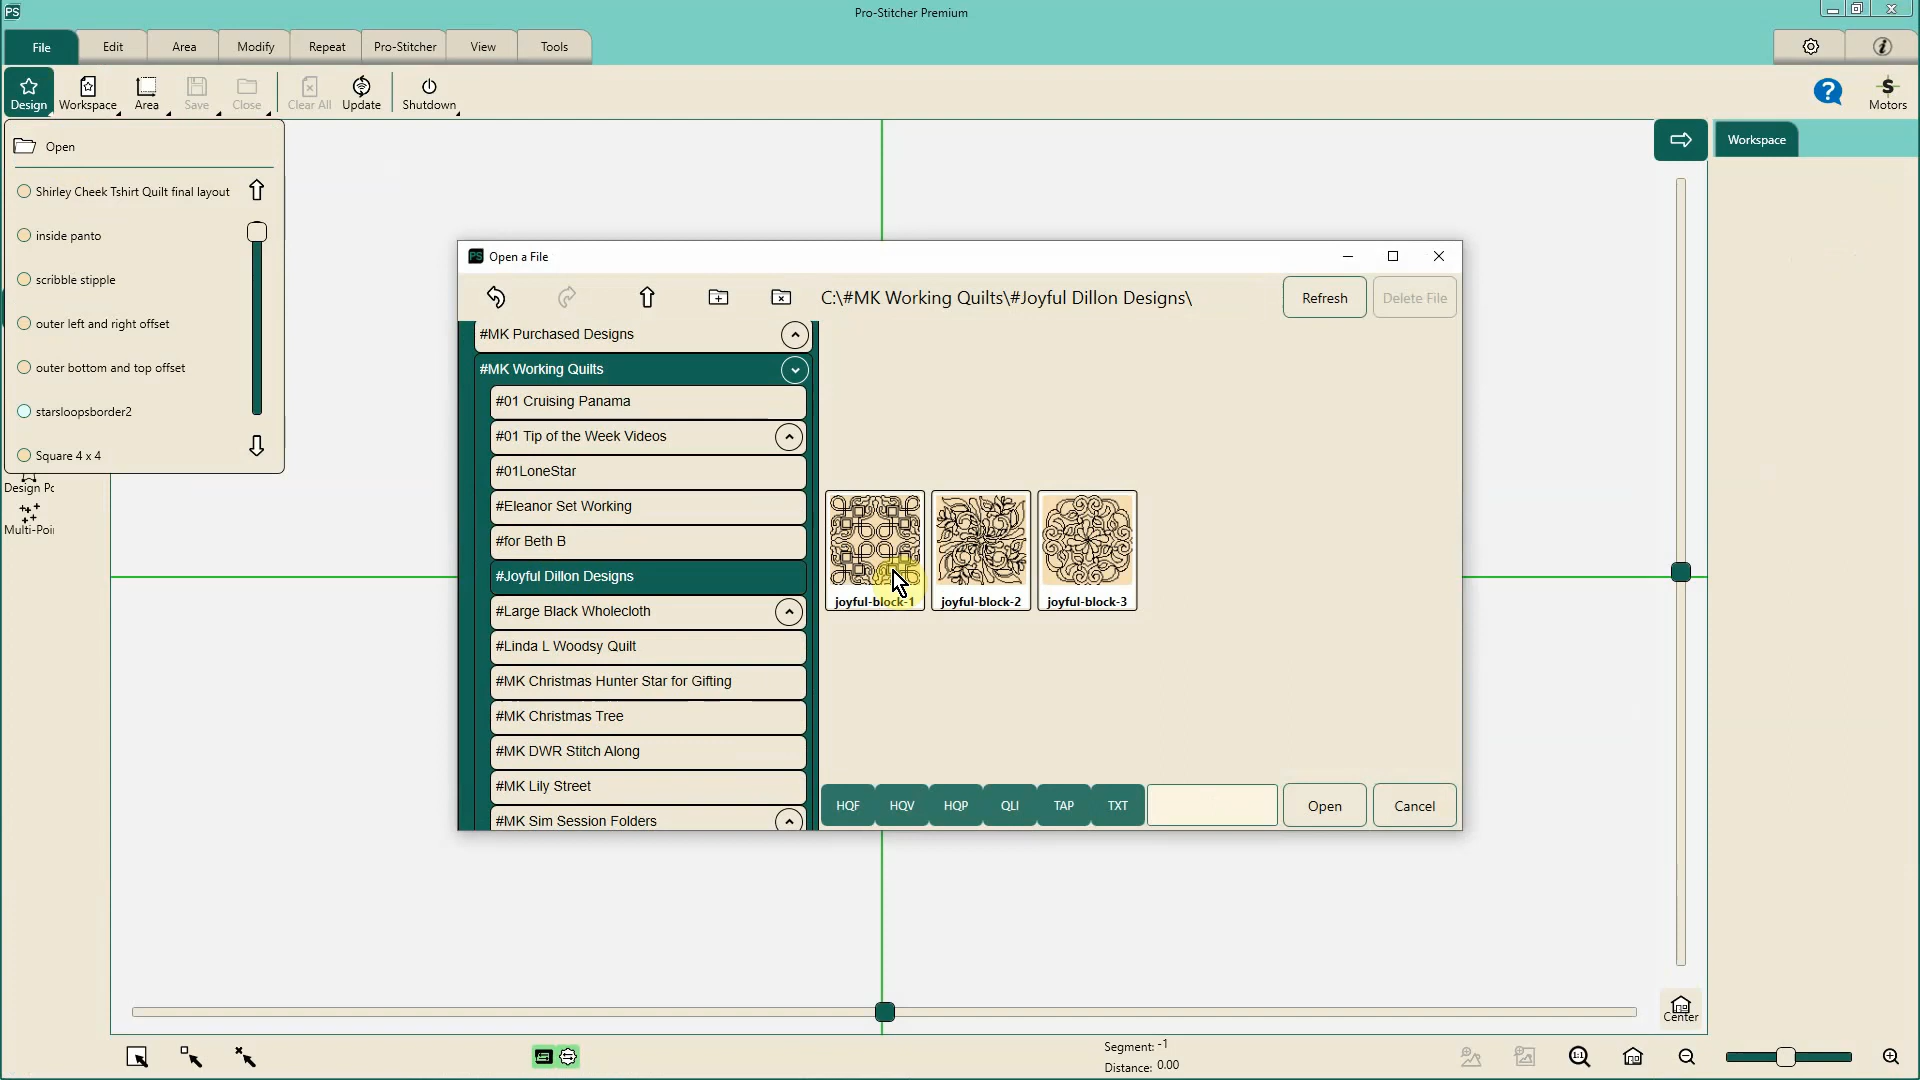 PS
Pro-Stitcher Premium
File
Edit
Area
Modify
Repeat
Pro-Stitcher
View
Tools
Design
Workspace
Area
Save
Close
Clear All
Update
Shutdown
Motors
Open
Shirley Cheek Tshirt Quilt final layout
inside panto
scribble stipple
outer left and right offset
outer bottom and top offset
starsloopsborder2
Square 4 x 4
Design Po
Multi-Poi
Workspace
PS
Open a File
C:\#MK Working Quilts\#Joyful Dillon Designs\
Refresh
Delete File
#MK Purchased Designs
#MK Working Quilts
#01 Cruising Panama
#01 Tip of the Week Videos
#01LoneStar
#Eleanor Set Working
#for Beth B
#Joyful Dillon Designs
#Large Black Wholecloth
#Linda L Woodsy Quilt
#MK Christmas Hunter Star for Gifting
#MK Christmas Tree
#MK DWR Stitch Along
#MK Lily Street
#MK Sim Session Folders
joyful-block-1
joyful-block-2
joyful-block-3
HQF
HQV
HQP
QLI
TAP
TXT
Open
Cancel
Center
Segment: -1
Distance: 0.00
1:1